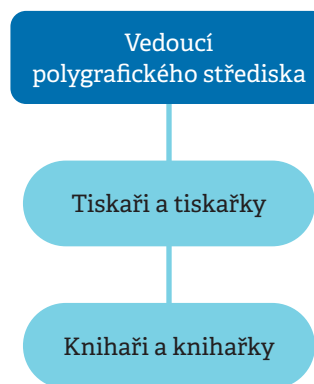 Vedoucí
polygrafického střediska
Tiskaři a tiskařky
Knihaři a knihařky